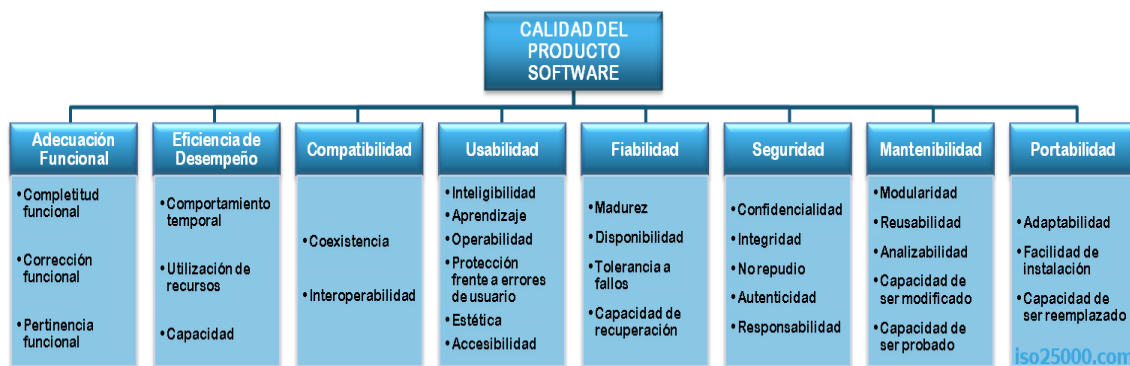 CALIDAD DEL
PRODUCTO
SOFTWARE
Adecuación
Funcional
•Completitud
funcional
•Corrección
funcional
•Pertinencia
funcional
Eficiencia de
Desempeño
•Comportamiento
temporal
•Utilización de
recursos
•Capacidad
Compatibilidad
•Coexistencia
•Interoperabilidad
Usabilidad
•Inteligibilidad
•Aprendizaje
•Operabilidad
•Protección
frente a errores
de usuario
•Estética
•Accesibilidad
Fiabilidad
•Madurez
•Disponibilidad
•Tolerancia a
fallos
•Capacidad de
recuperación
Seguridad
•Confidencialidad
•Integridad
•No repudio
•Autenticidad
•Responsabilidad
Mantenibilidad
•Modularidad
•Reusabilidad
•Analizabilidad
•Capacidad de
ser modificado
•Capacidad de
ser probado
Portabilidad
•Adaptabilidad
•Facilidad de
instalación
•Capacidad de
ser reemplazado
iso25000.com